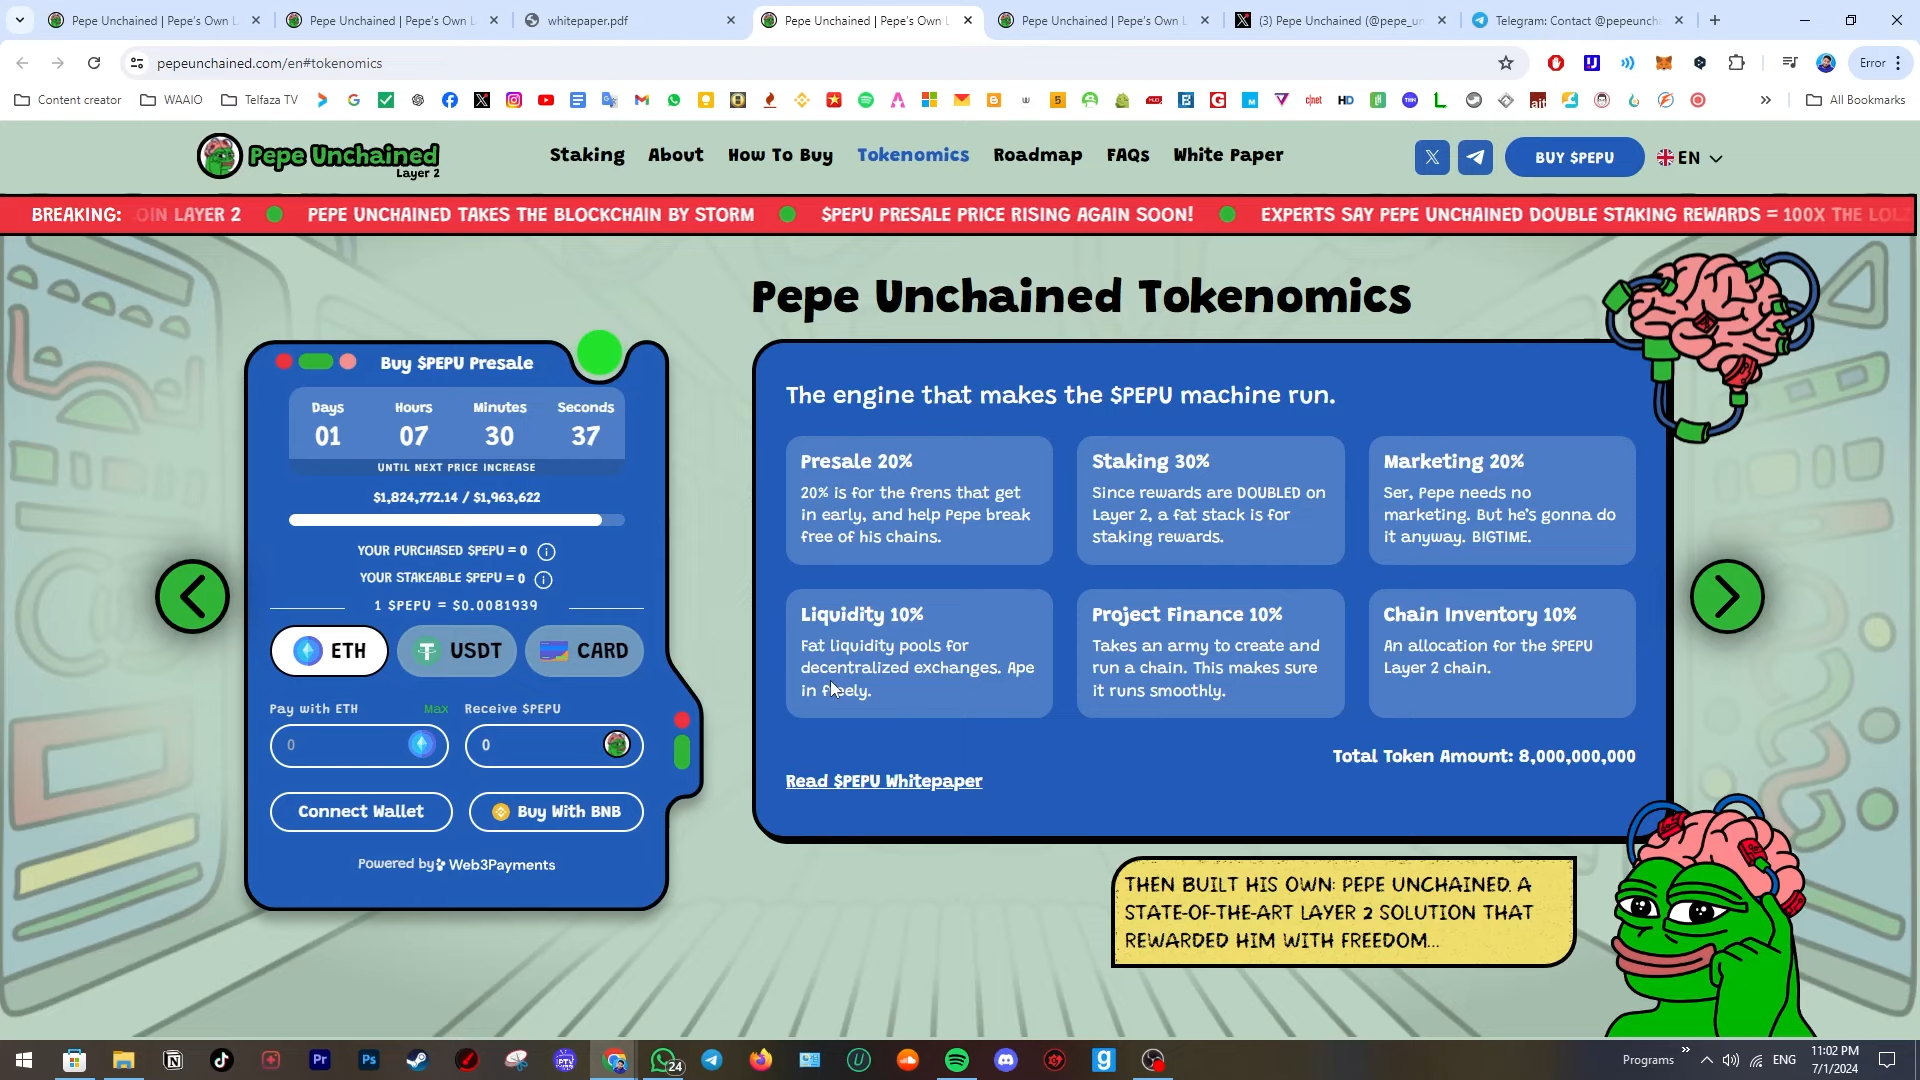 Pepe Unchained | Pepe's Own L
Pepe Unchained | Pepe's Own L
whitepaper.pdf
Pepe Unchained | Pepe's Own L
Pepe Unchained | Pepe's Own L
(3) Pepe Unchained (@pepe_un
Telegram: Contact @pepeuncha
pepeunchained.com/en#tokenomics
Error
Content creator
WAAIO
Telfaza TV
All Bookmarks
Pepe Unchained
Layer 2
Staking
About
How To Buy
Tokenomics
Roadmap
FAQs
White Paper
BUY $PEPU
EN
BREAKING: OIN LAYER 2 PEPE UNCHAINED TAKES THE BLOCKCHAIN BY STORM $PEPU PRESALE PRICE RISING AGAIN SOON! EXPERTS SAY PEPE UNCHAINED DOUBLE STAKING REWARDS = 100X THE LOLZ
Pepe Unchained Tokenomics
Buy $PEPU Presale
Days Hours Minutes Seconds
01 07 30 37
UNTIL NEXT PRICE INCREASE
$1,824,772.14 / $1,963,622
YOUR PURCHASED $PEPU = 0
YOUR STAKEABLE $PEPU = 0
1 $PEPU = $0.0081939
ETH USDT CARD
Pay with ETH Max Receive $PEPU
0 0
Connect Wallet Buy With BNB
Powered by Web3Payments
The engine that makes the $PEPU machine run.
Presale 20%
20% is for the frens that get
in early, and help Pepe break
free of his chains.
Staking 30%
Since rewards are DOUBLED on
Layer 2, a fat stack is for
staking rewards.
Marketing 20%
Ser, Pepe needs no
marketing. But he's gonna do
it anyway. BIGTIME.
Liquidity 10%
Fat liquidity pools for
decentralized exchanges. Ape
in freely.
Project Finance 10%
Takes an army to create and
run a chain. This makes sure
it runs smoothly.
Chain Inventory 10%
An allocation for the $PEPU
Layer 2 chain.
Total Token Amount: 8,000,000,000
Read $PEPU Whitepaper
THEN BUILT HIS OWN: PEPE UNCHAINED. A
STATE-OF-THE-ART LAYER 2 SOLUTION THAT
REWARDED HIM WITH FREEDOM...
24
Programs
ENG
11:02 PM
7/1/2024